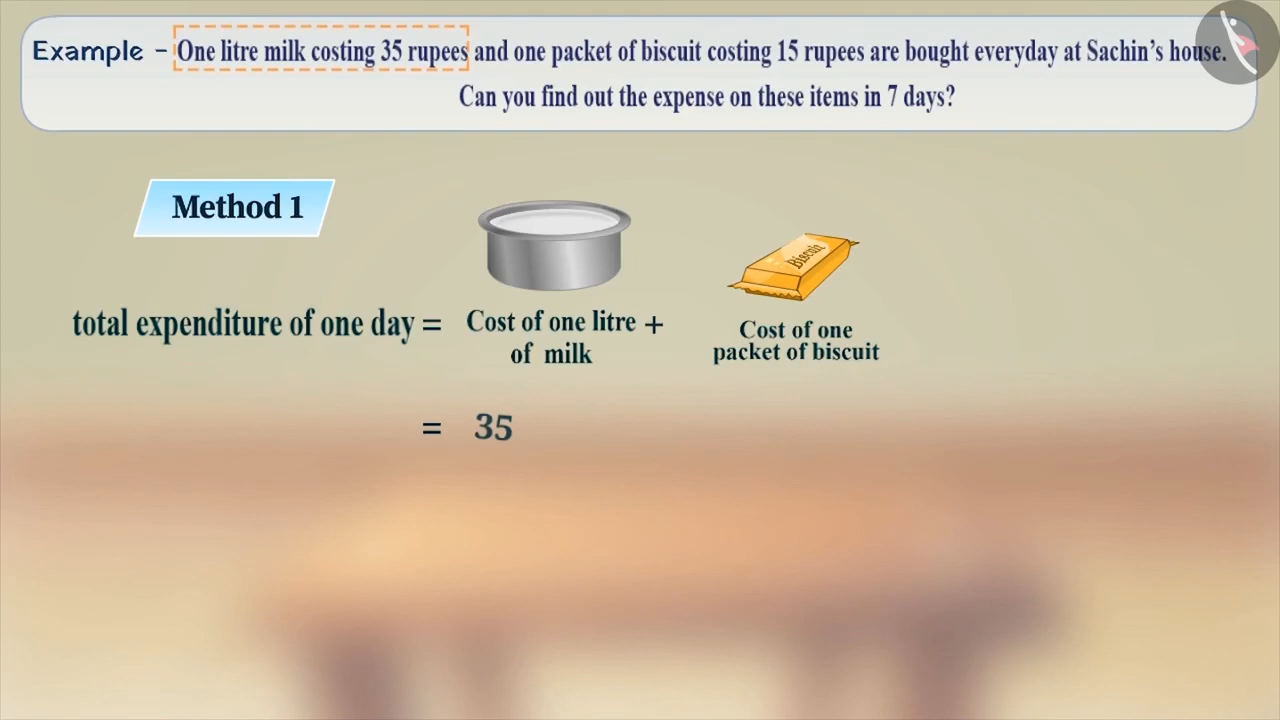 Example - One litre milk costing 35 rupees and one packet of biscuit costing 15 rupees are bought everyday at Sachin's house.
Can you find out the expense on these items in 7 days?
Method 1
Biscuit
total expenditure of one day = Cost of one litre + Cost of one
of milk packet of biscuit
= 35